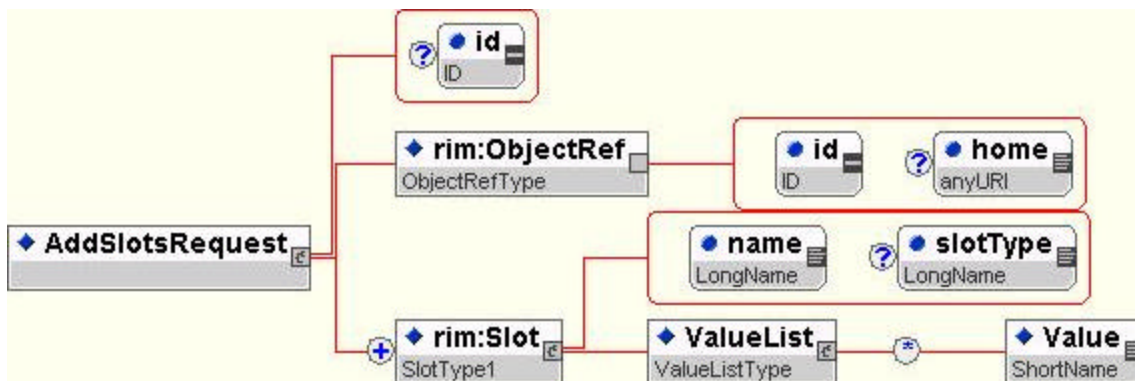 ? id
ID
rim:ObjectRef
ObjectRefType
id
ID
? home
anyURI
AddSlotsRequest
name
LongName
? slotType
LongName
+ rim:Slot
SlotType1
ValueList
ValueListType
*
Value
ShortName